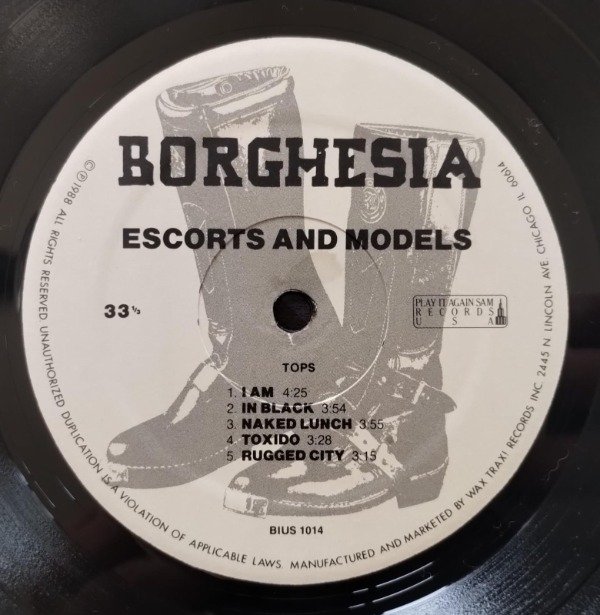 BORGHESIA
ESCORTS AND MODELS
33 ⅓
PLAY IT AGAIN SAM
RECORDS
USA
TOPS
1. I AM 4:25
2. IN BLACK 3:54
3. NAKED LUNCH 3:55
4. TOXIDO 3:28
5. RUGGED CITY 3:15
BIUS 1014
©℗1988 ALL RIGHTS RESERVED. UNAUTHORIZED DUPLICATION IS A VIOLATION OF APPLICABLE LAWS. MANUFACTURED AND MARKETED BY WAX TRAX! RECORDS INC. 2445 N. LINCOLN AVE. CHICAGO IL 60614